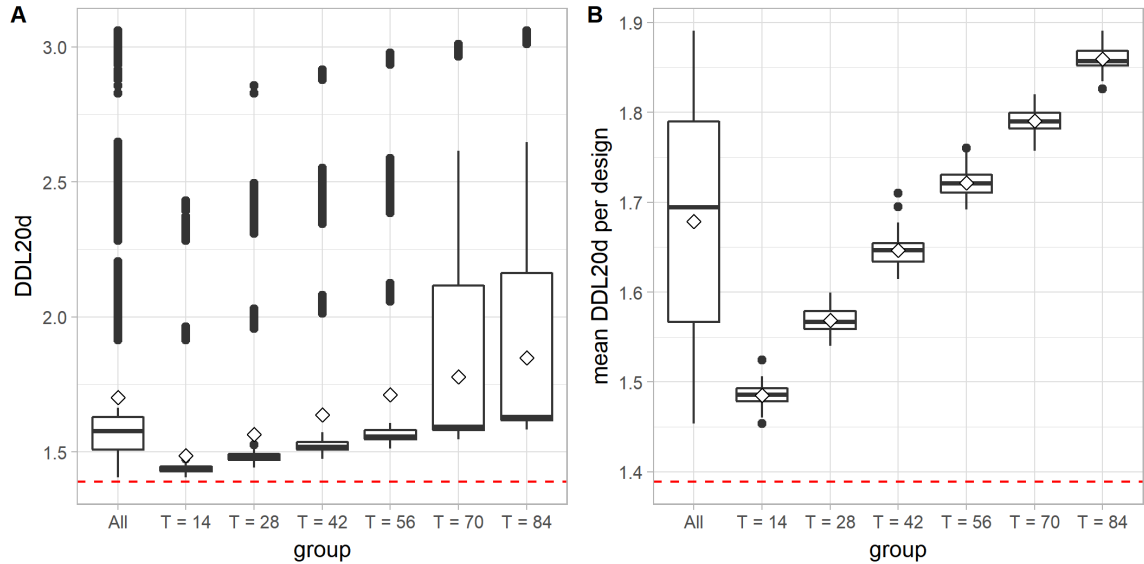 A
DDL20d
3.0
2.5
2.0
1.5
All T = 14 T = 28 T = 42 T = 56 T = 70 T = 84
group
B
mean DDL20d per design
1.9
1.8
1.7
1.6
1.5
1.4
All T = 14 T = 28 T = 42 T = 56 T = 70 T = 84
group